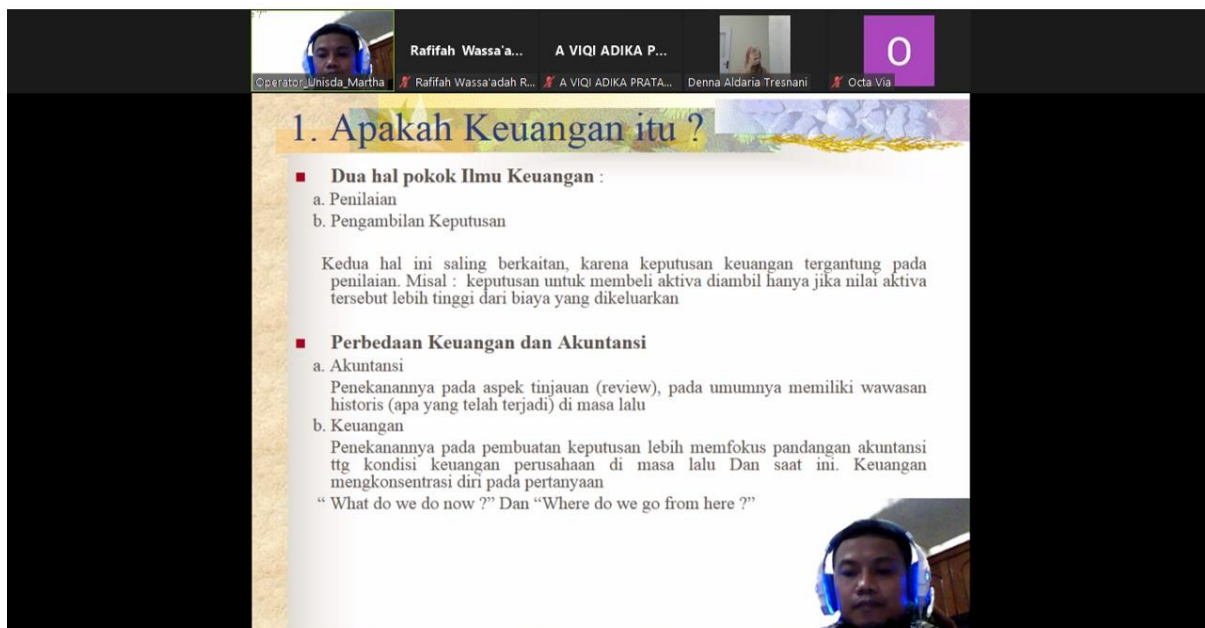 Rafifah Wassa'a...
A VIQI ADIKA P...
O
Operator_Unisda_Martha
Rafifah Wassa'adah R...
A VIQI ADIKA PRATA...
Denna Aldaria Tresnani
Octa Via
1. Apakah Keuangan itu ?
■ Dua hal pokok Ilmu Keuangan :
a. Penilaian
b. Pengambilan Keputusan
Kedua hal ini saling berkaitan, karena keputusan keuangan tergantung pada
penilaian. Misal : keputusan untuk membeli aktiva diambil hanya jika nilai aktiva
tersebut lebih tinggi dari biaya yang dikeluarkan
■ Perbedaan Keuangan dan Akuntansi
a. Akuntansi
Penekanannya pada aspek tinjauan (review), pada umumnya memiliki wawasan
historis (apa yang telah terjadi) di masa lalu
b. Keuangan
Penekanannya pada pembuatan keputusan lebih memfokus pandangan akuntansi
ttg kondisi keuangan perusahaan di masa lalu Dan saat ini. Keuangan
mengkonsentrasi diri pada pertanyaan
“ What do we do now ?” Dan “Where do we go from here ?”